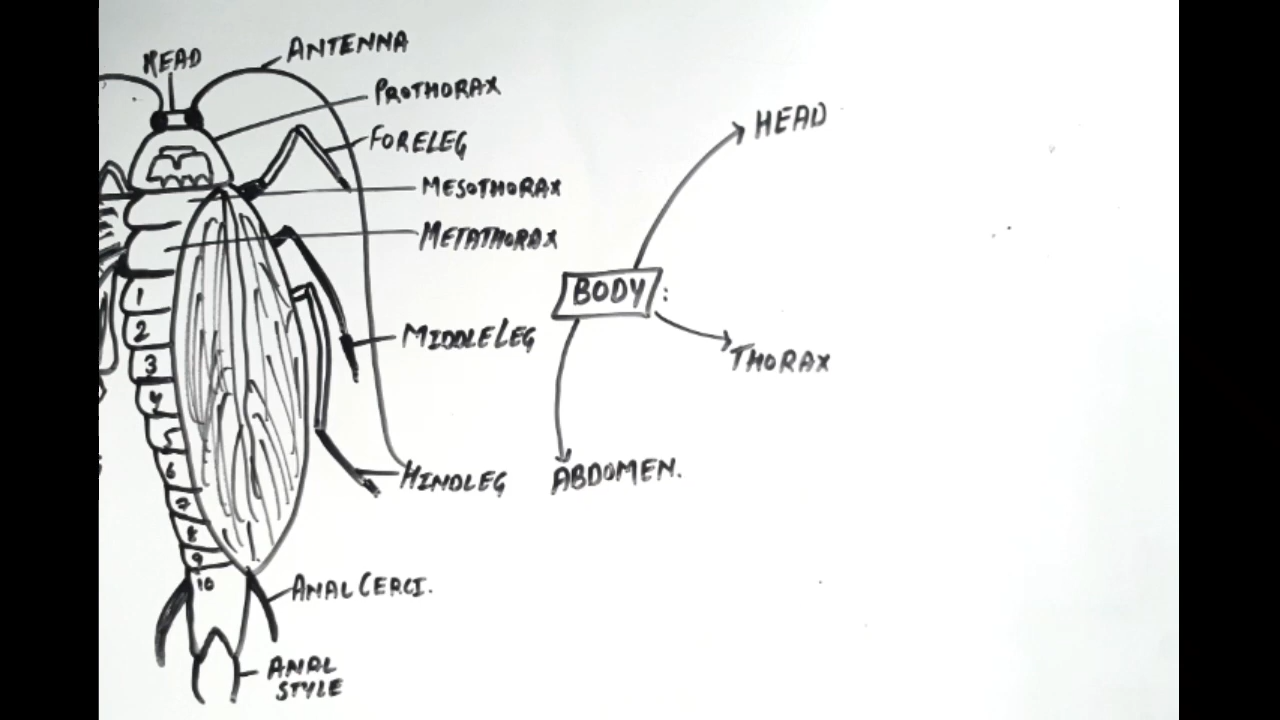 HEAD
ANTENNA
PROTHORAX
FORELEG
MESOTHORAX
METATHORAX
1
2
3
4
5
6
7
8
9
10
MIDDLELEG
HINDLEG
ANAL CERCI.
ANAL
STYLE
BODY :
HEAD
THORAX
ABDOMEN.